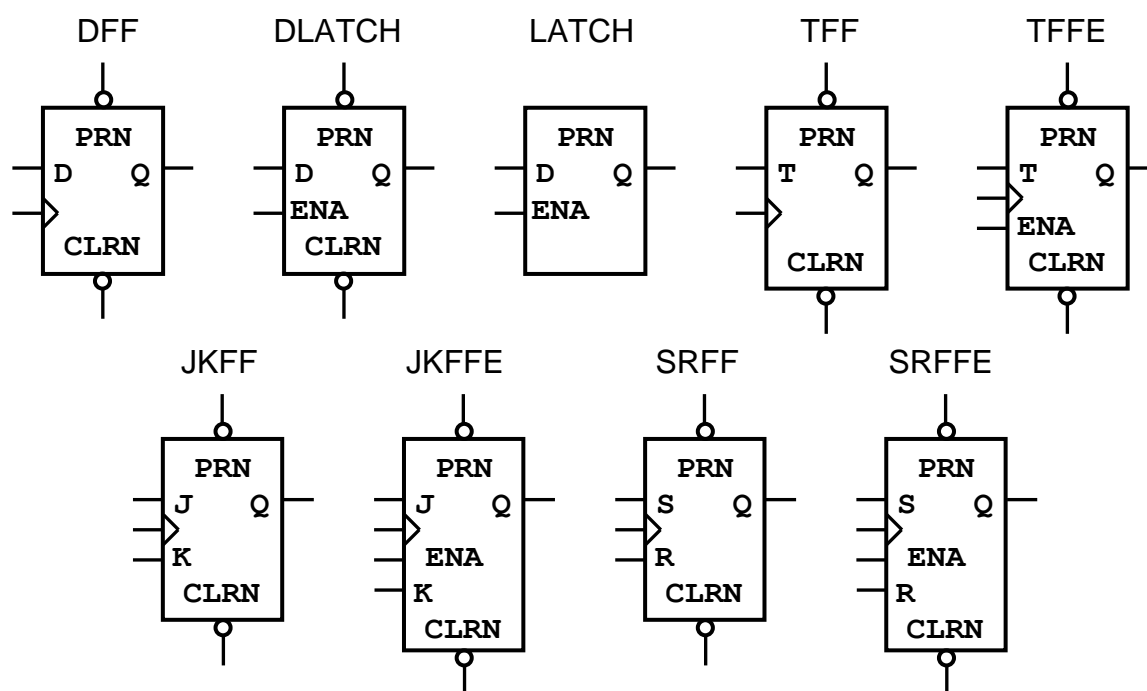 DFF DLATCH LATCH TFF TFFE
PRN PRN PRN PRN
D Q D Q D Q T Q T Q
ENA ENA ENA
CLRN CLRN CLRN CLRN
JKFF JKFFE SRFF SRFFE
PRN PRN PRN PRN
J Q J Q S Q S Q
K ENA R ENA
K R
CLRN CLRN CLRN CLRN